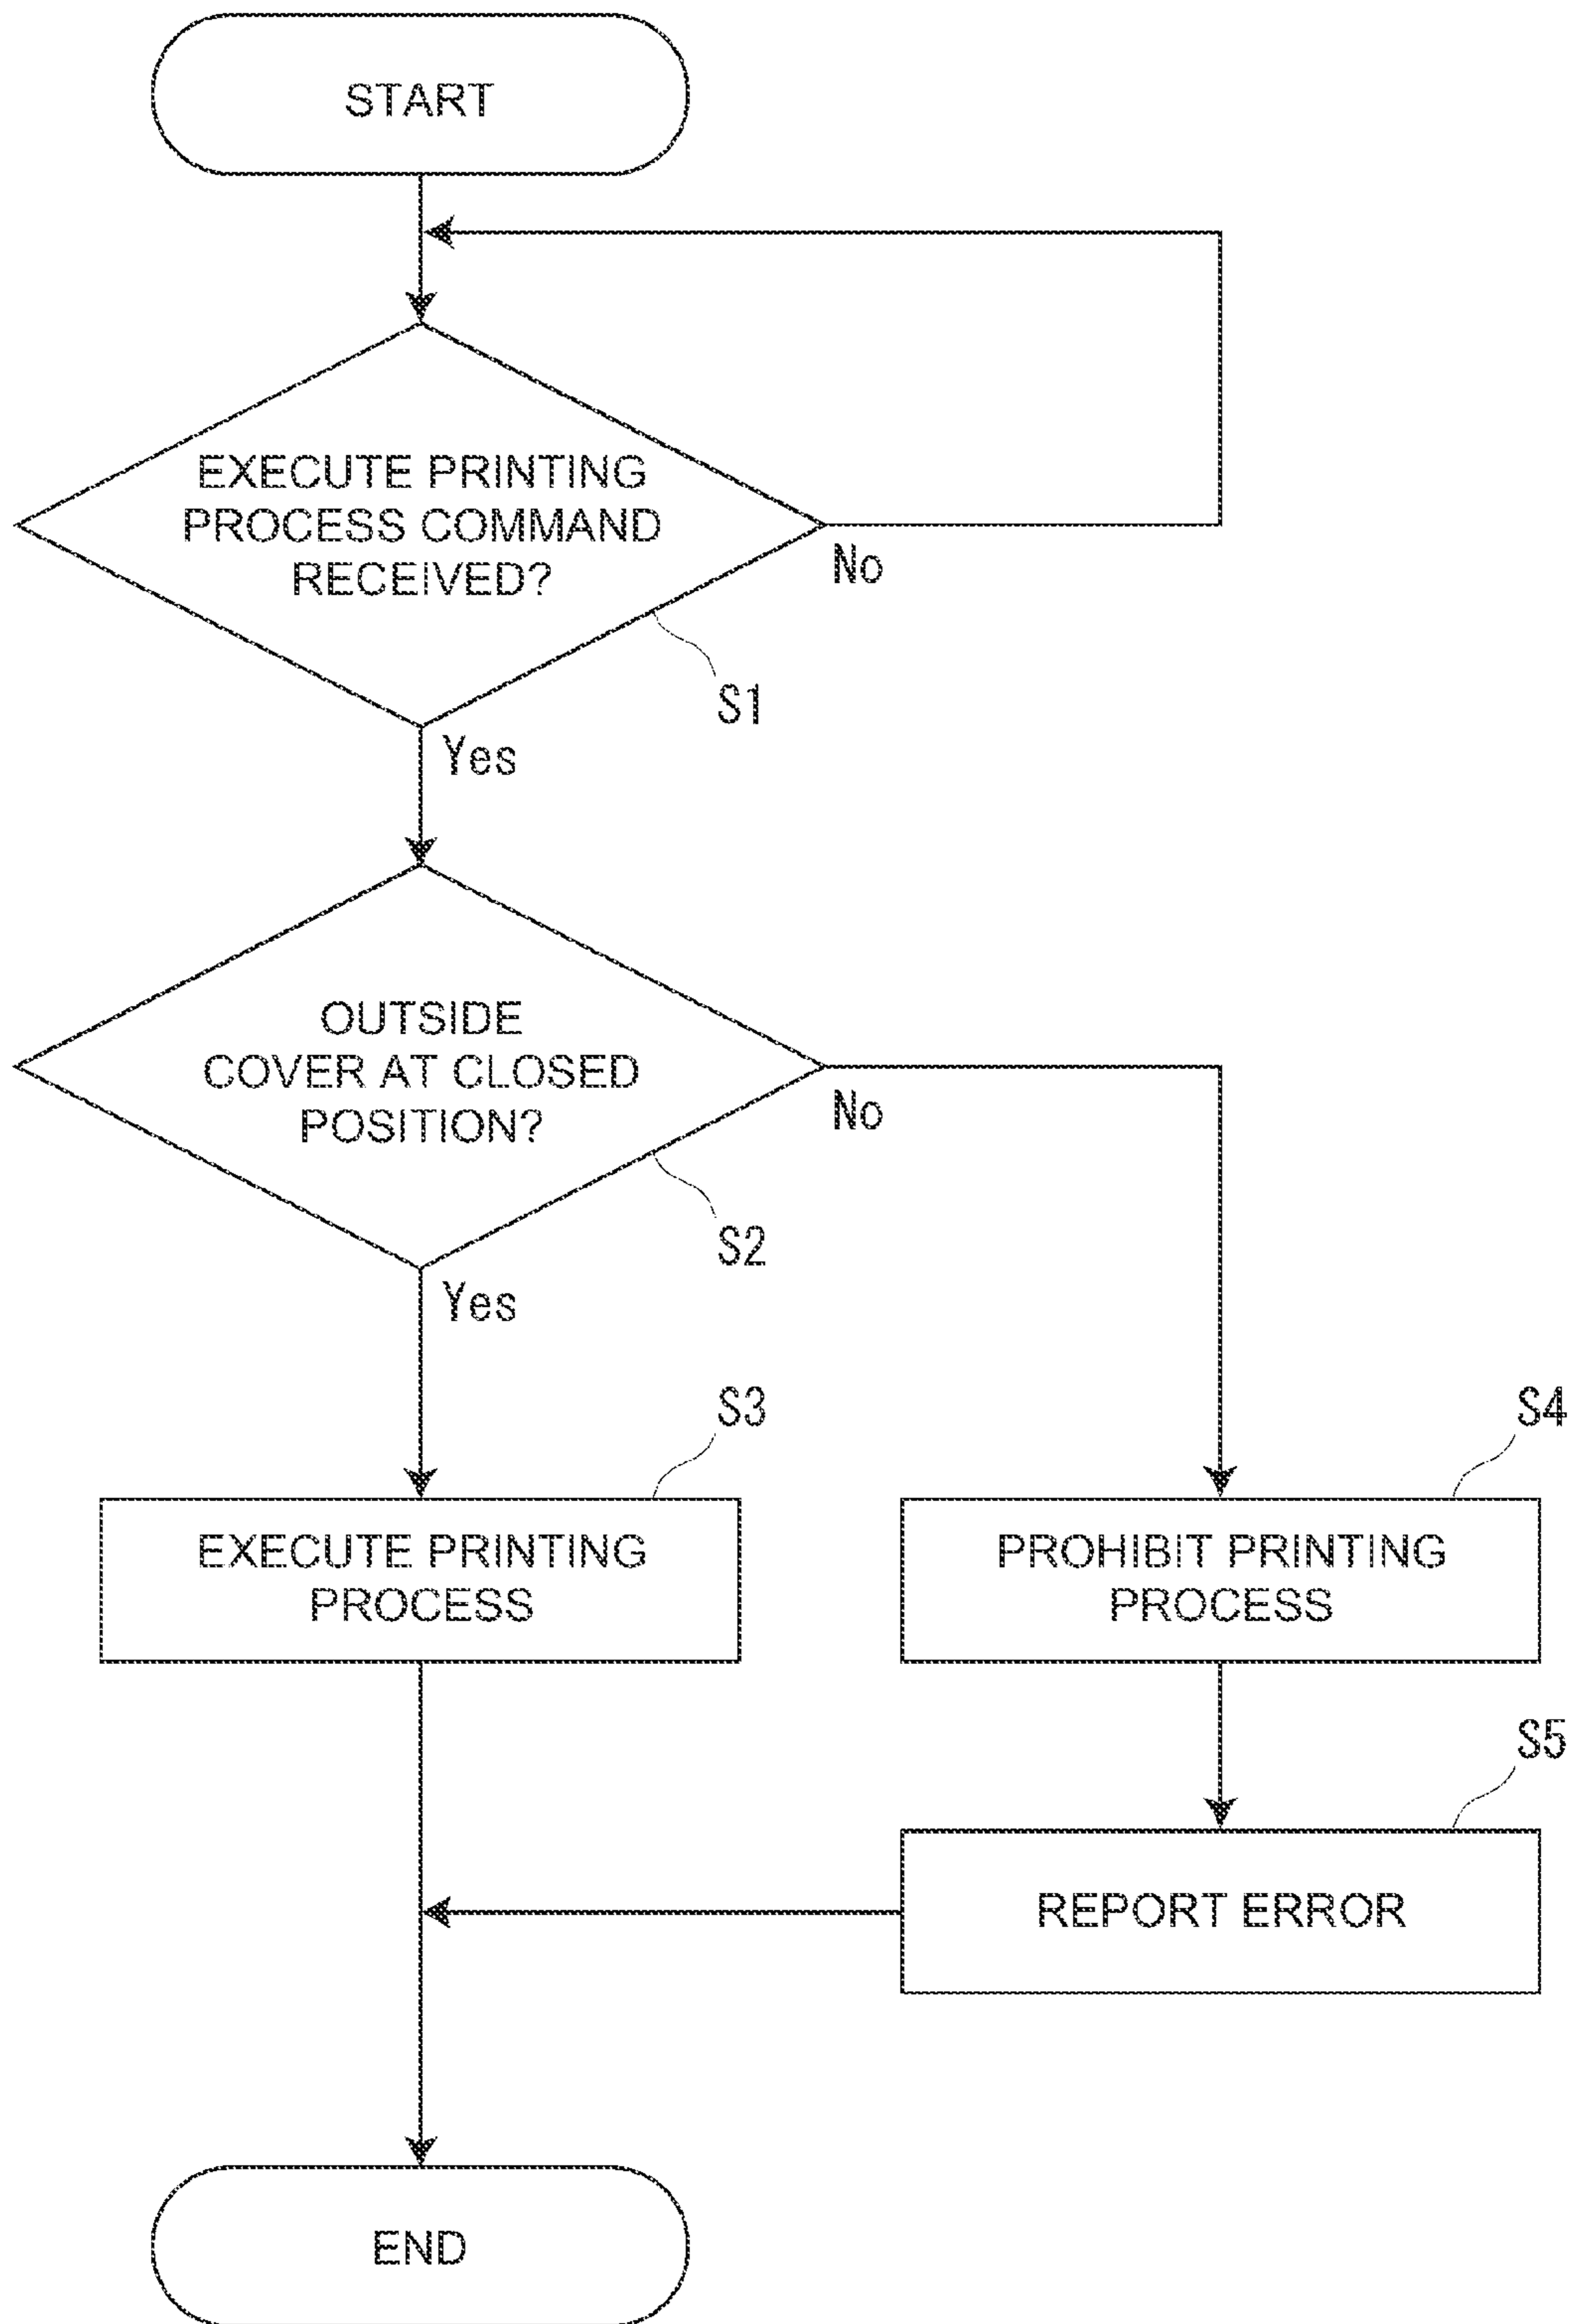 START
EXECUTE PRINTING
PROCESS COMMAND
RECEIVED?
No
S1
Yes
OUTSIDE
COVER AT CLOSED
POSITION?
No
S2
Yes
S3
S4
EXECUTE PRINTING
PROCESS
PROHIBIT PRINTING
PROCESS
S5
REPORT ERROR
END